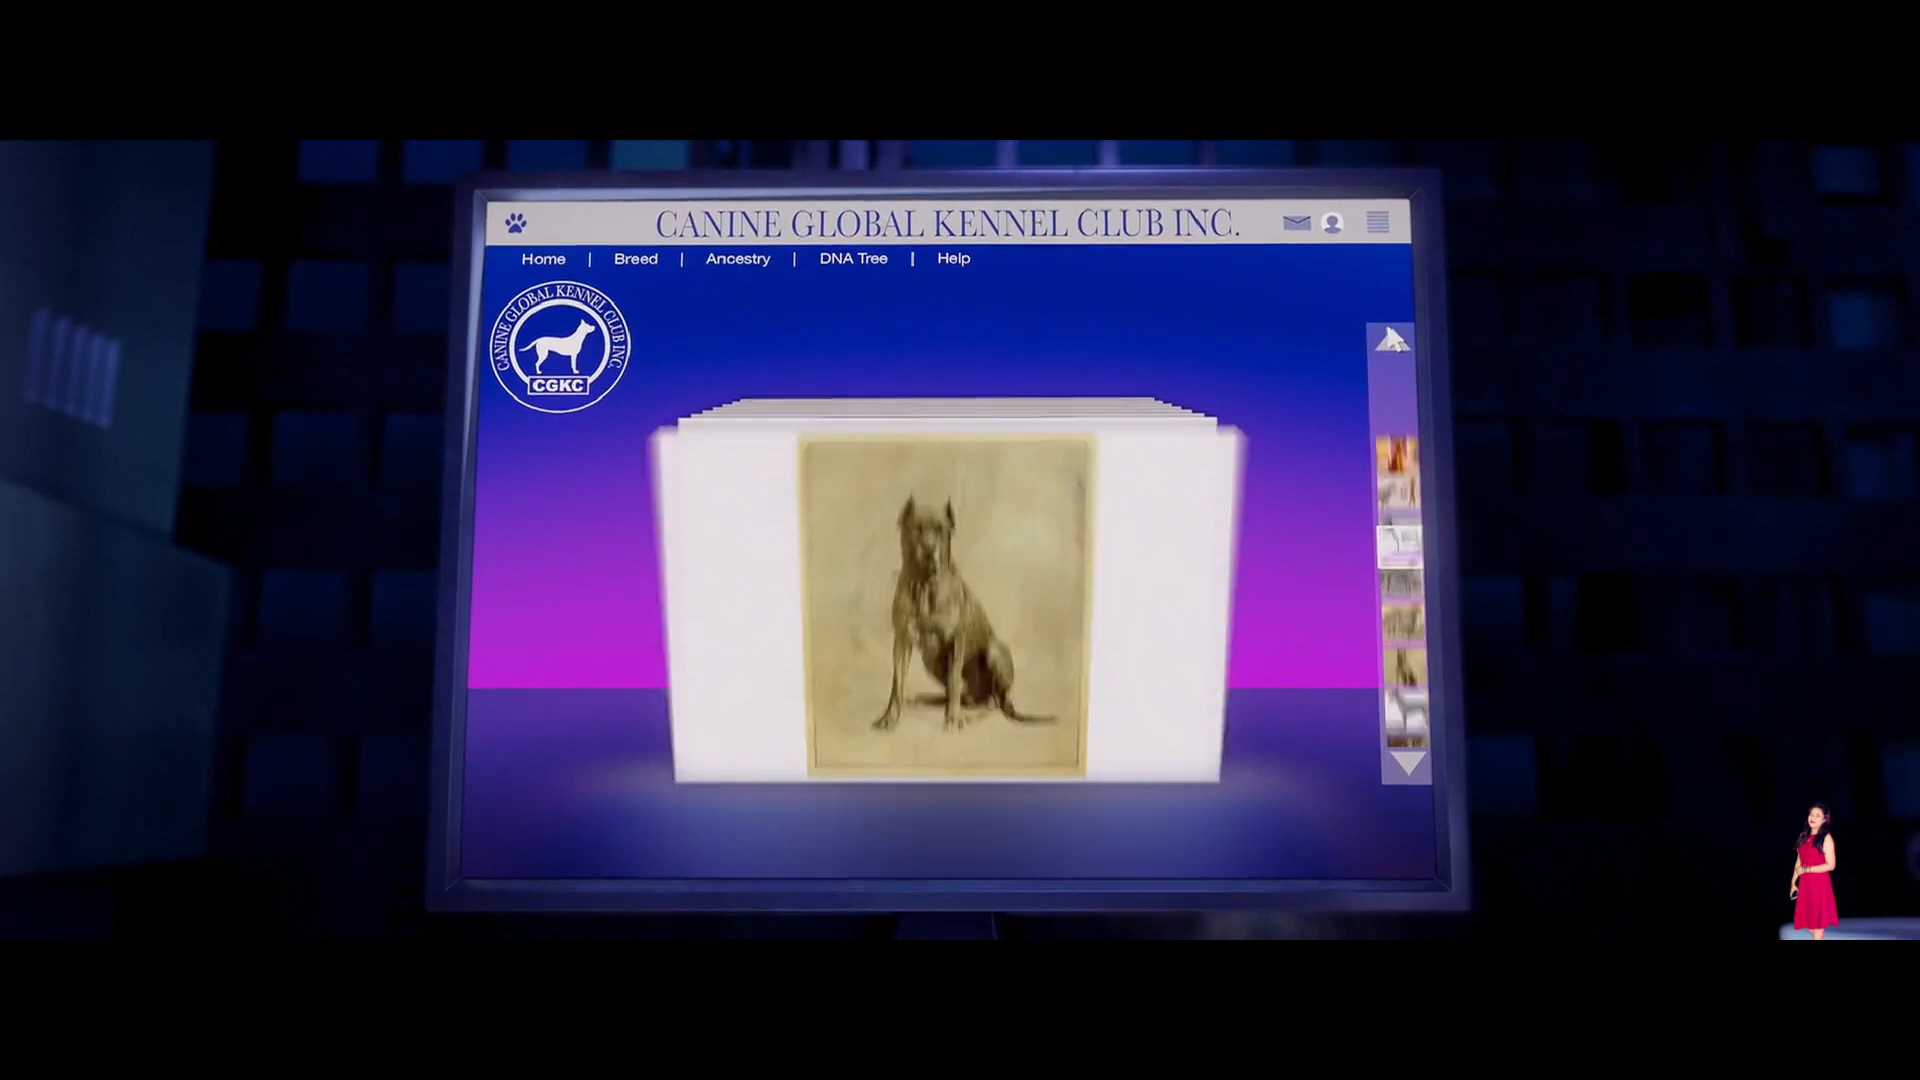 CANINE GLOBAL KENNEL CLUB INC.
Home | Breed | Ancestry | DNA Tree | Help
CANINE GLOBAL KENNEL CLUB INC.
CGKC